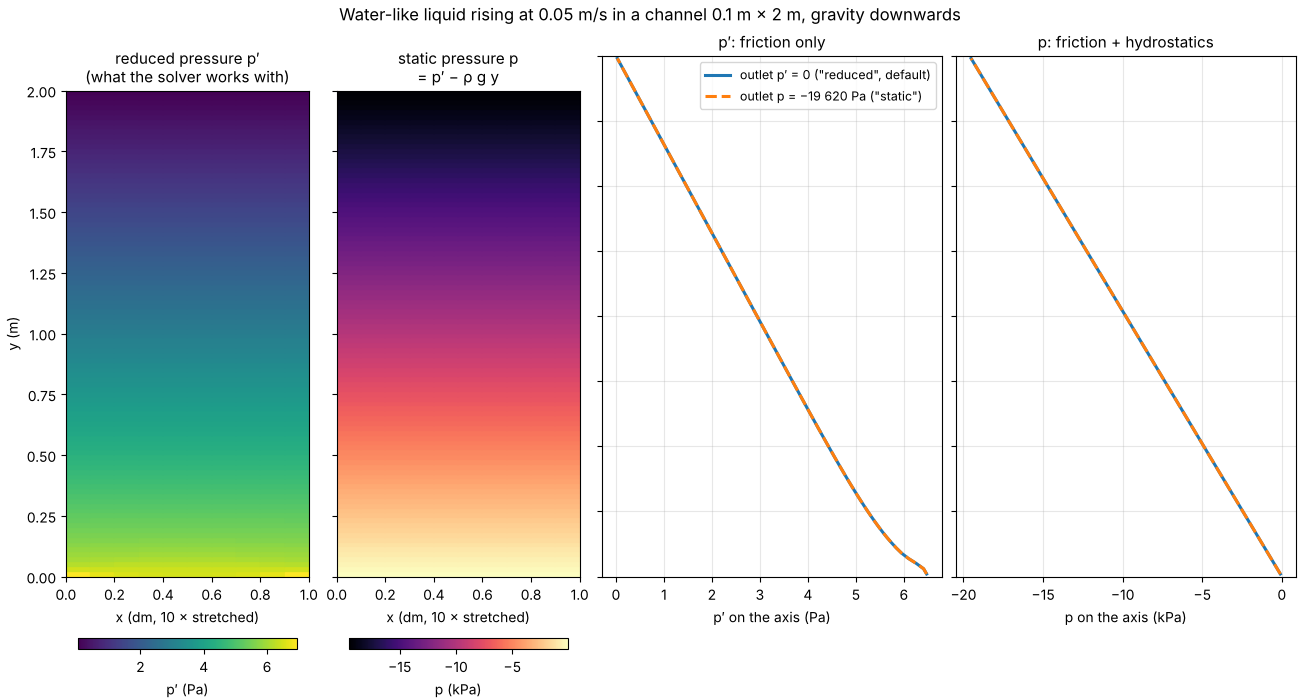 Water-like liquid rising at 0.05 m/s in a channel 0.1 m × 2 m, gravity downwards
reduced pressure p′
(what the solver works with)
2.00
1.75
1.50
1.25
1.00
0.75
0.50
0.25
0.00
y (m)
0.0 0.2 0.4 0.6 0.8 1.0
x (dm, 10 × stretched)
2 4 6
p′ (Pa)
static pressure p
= p′ − ρ g y
0.0 0.2 0.4 0.6 0.8 1.0
x (dm, 10 × stretched)
−15 −10 −5
p (kPa)
p′: friction only
outlet p′ = 0 ("reduced", default)
outlet p = −19 620 Pa ("static")
0 1 2 3 4 5 6
p′ on the axis (Pa)
p: friction + hydrostatics
−20 −15 −10 −5 0
p on the axis (kPa)